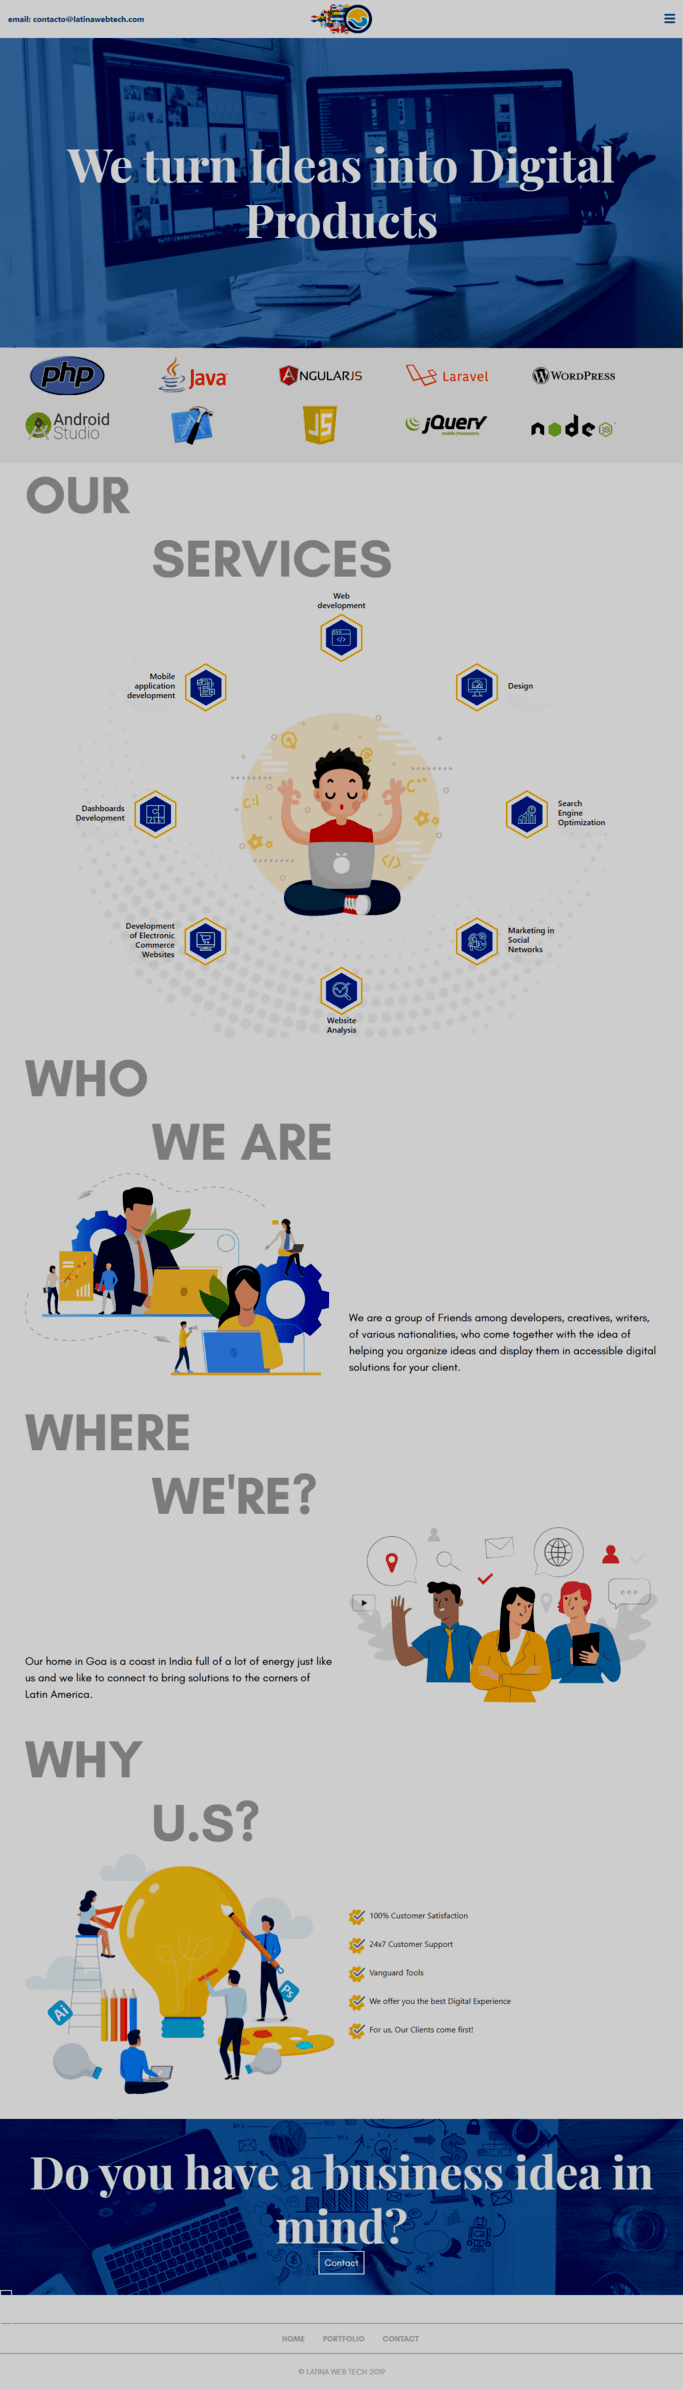 email: contacto@latinawebtech.com
We turn Ideas into Digital
Products
php
Java
ANGULARJS
Laravel
WORDPRESS
Android
Studio
JS
jQuery
mobile framework
node
JS
OUR
SERVICES
Web
development
Mobile
application
development
Design
C:\
C++
</>
Dashboards
Development
Search
Engine
Optimization
Development
of Electronic
Commerce
Websites
Marketing in
Social
Networks
Website
Analysis
WHO
WE ARE
We are a group of Friends among developers, creatives, writers,
of various nationalities, who come together with the idea of
helping you organize ideas and display them in accessible digital
solutions for your client.
WHERE
WE'RE?
Our home in Goa is a coast in India full of a lot of energy just like
us and we like to connect to bring solutions to the corners of
Latin America.
WHY
U.S?
Ai
Ps
100% Customer Satisfaction
24x7 Customer Support
Vanguard Tools
We offer you the best Digital Experience
For us, Our Clients come first!
Do you have a business idea in
mind?
Contact
HOME PORTFOLIO CONTACT
© LATINA WEB TECH 2019